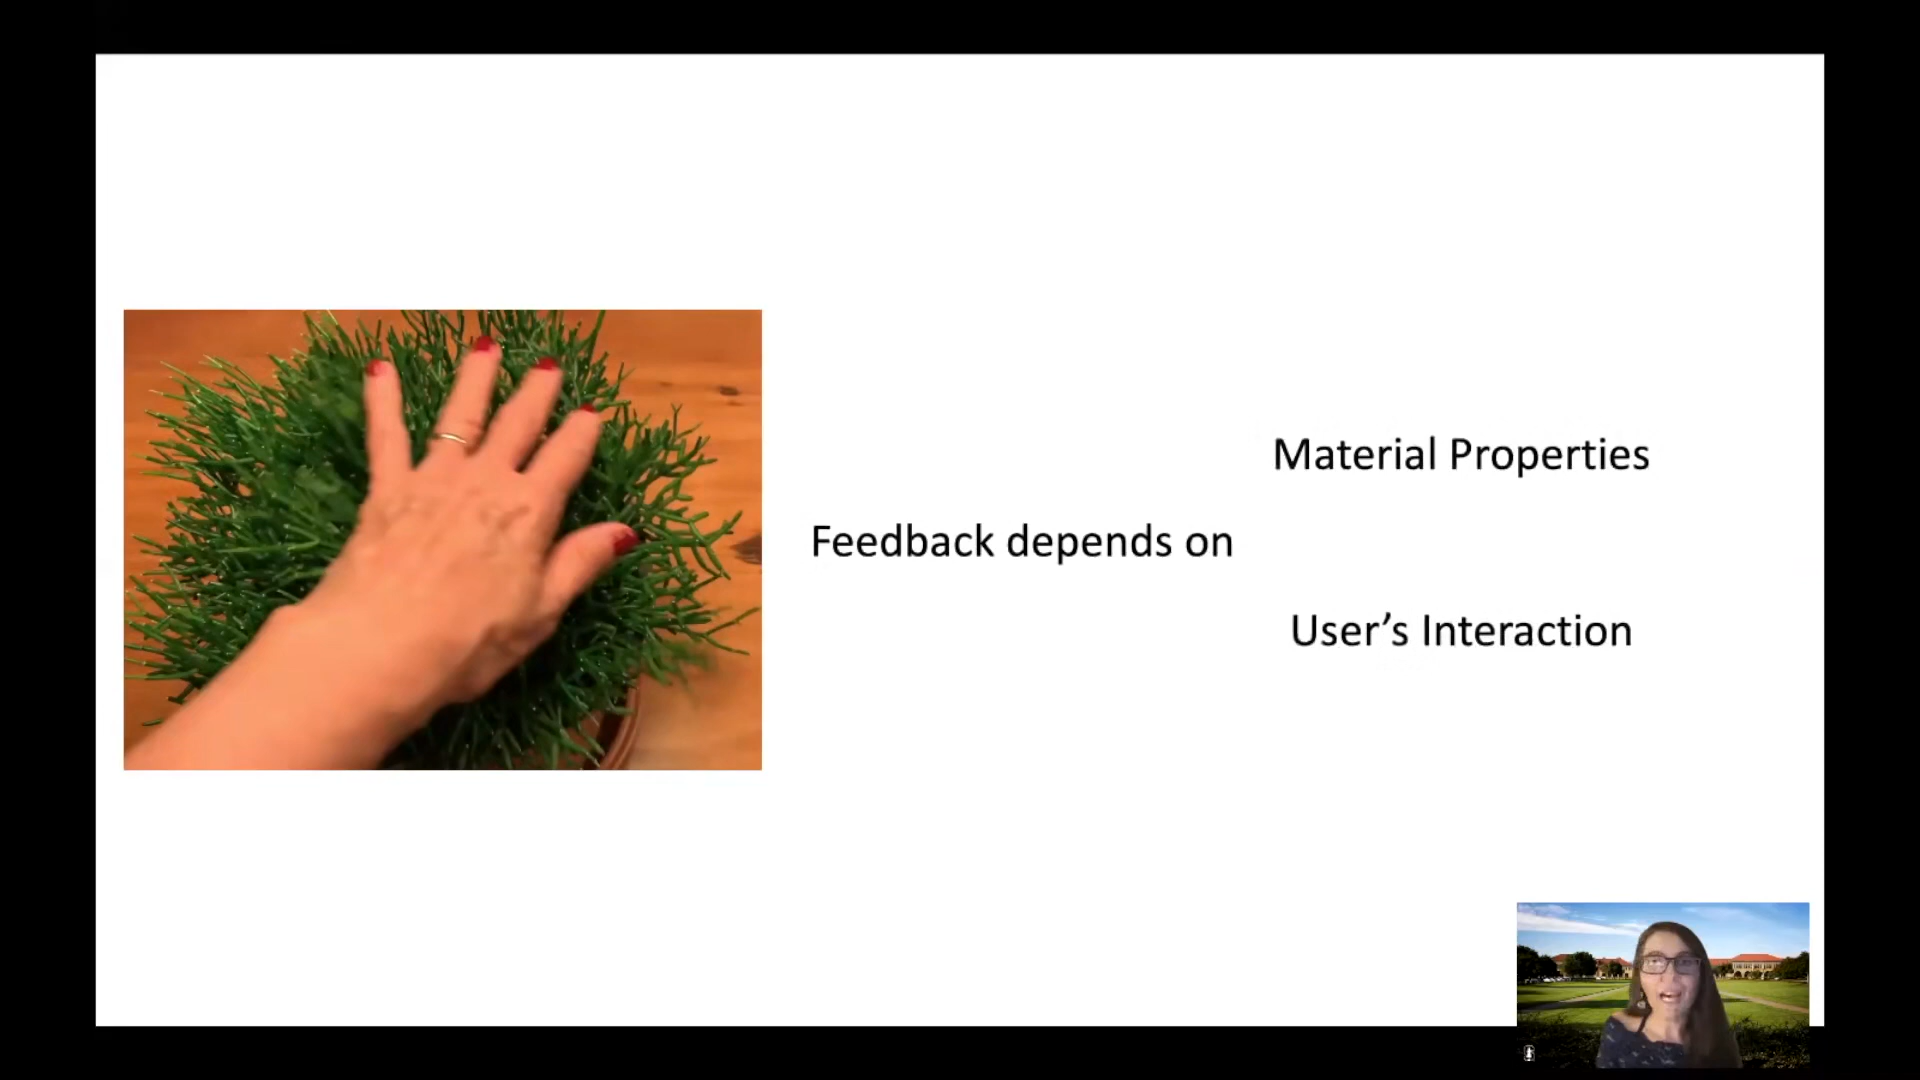 Material Properties
Feedback depends on
User’s Interaction